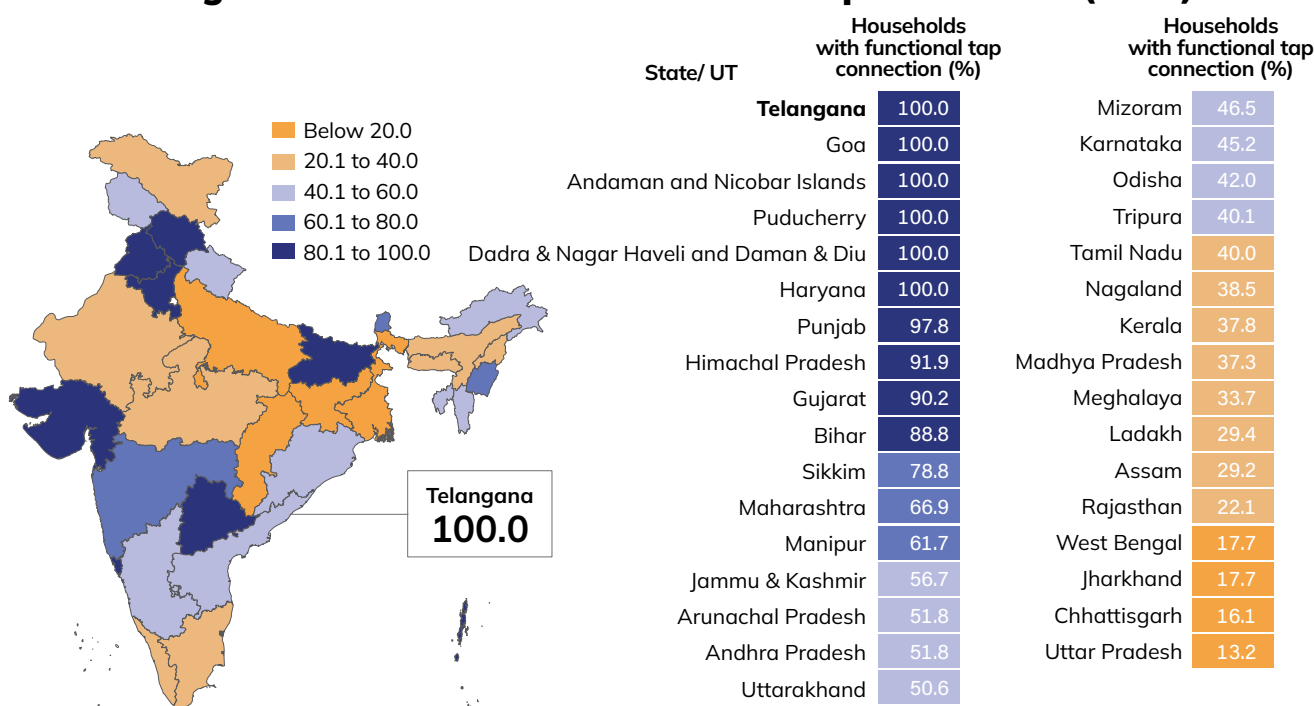 Households
with functional tap
connection (%)
Households
with functional tap
connection (%)
State/ UT
Below 20.0
20.1 to 40.0
40.1 to 60.0
60.1 to 80.0
80.1 to 100.0
Telangana
100.0
Telangana 100.0
Goa 100.0
Andaman and Nicobar Islands 100.0
Puducherry 100.0
Dadra & Nagar Haveli and Daman & Diu 100.0
Haryana 100.0
Punjab 97.8
Himachal Pradesh 91.9
Gujarat 90.2
Bihar 88.8
Sikkim 78.8
Maharashtra 66.9
Manipur 61.7
Jammu & Kashmir 56.7
Arunachal Pradesh 51.8
Andhra Pradesh 51.8
Uttarakhand 50.6
Mizoram 46.5
Karnataka 45.2
Odisha 42.0
Tripura 40.1
Tamil Nadu 40.0
Nagaland 38.5
Kerala 37.8
Madhya Pradesh 37.3
Meghalaya 33.7
Ladakh 29.4
Assam 29.2
Rajasthan 22.1
West Bengal 17.7
Jharkhand 17.7
Chhattisgarh 16.1
Uttar Pradesh 13.2